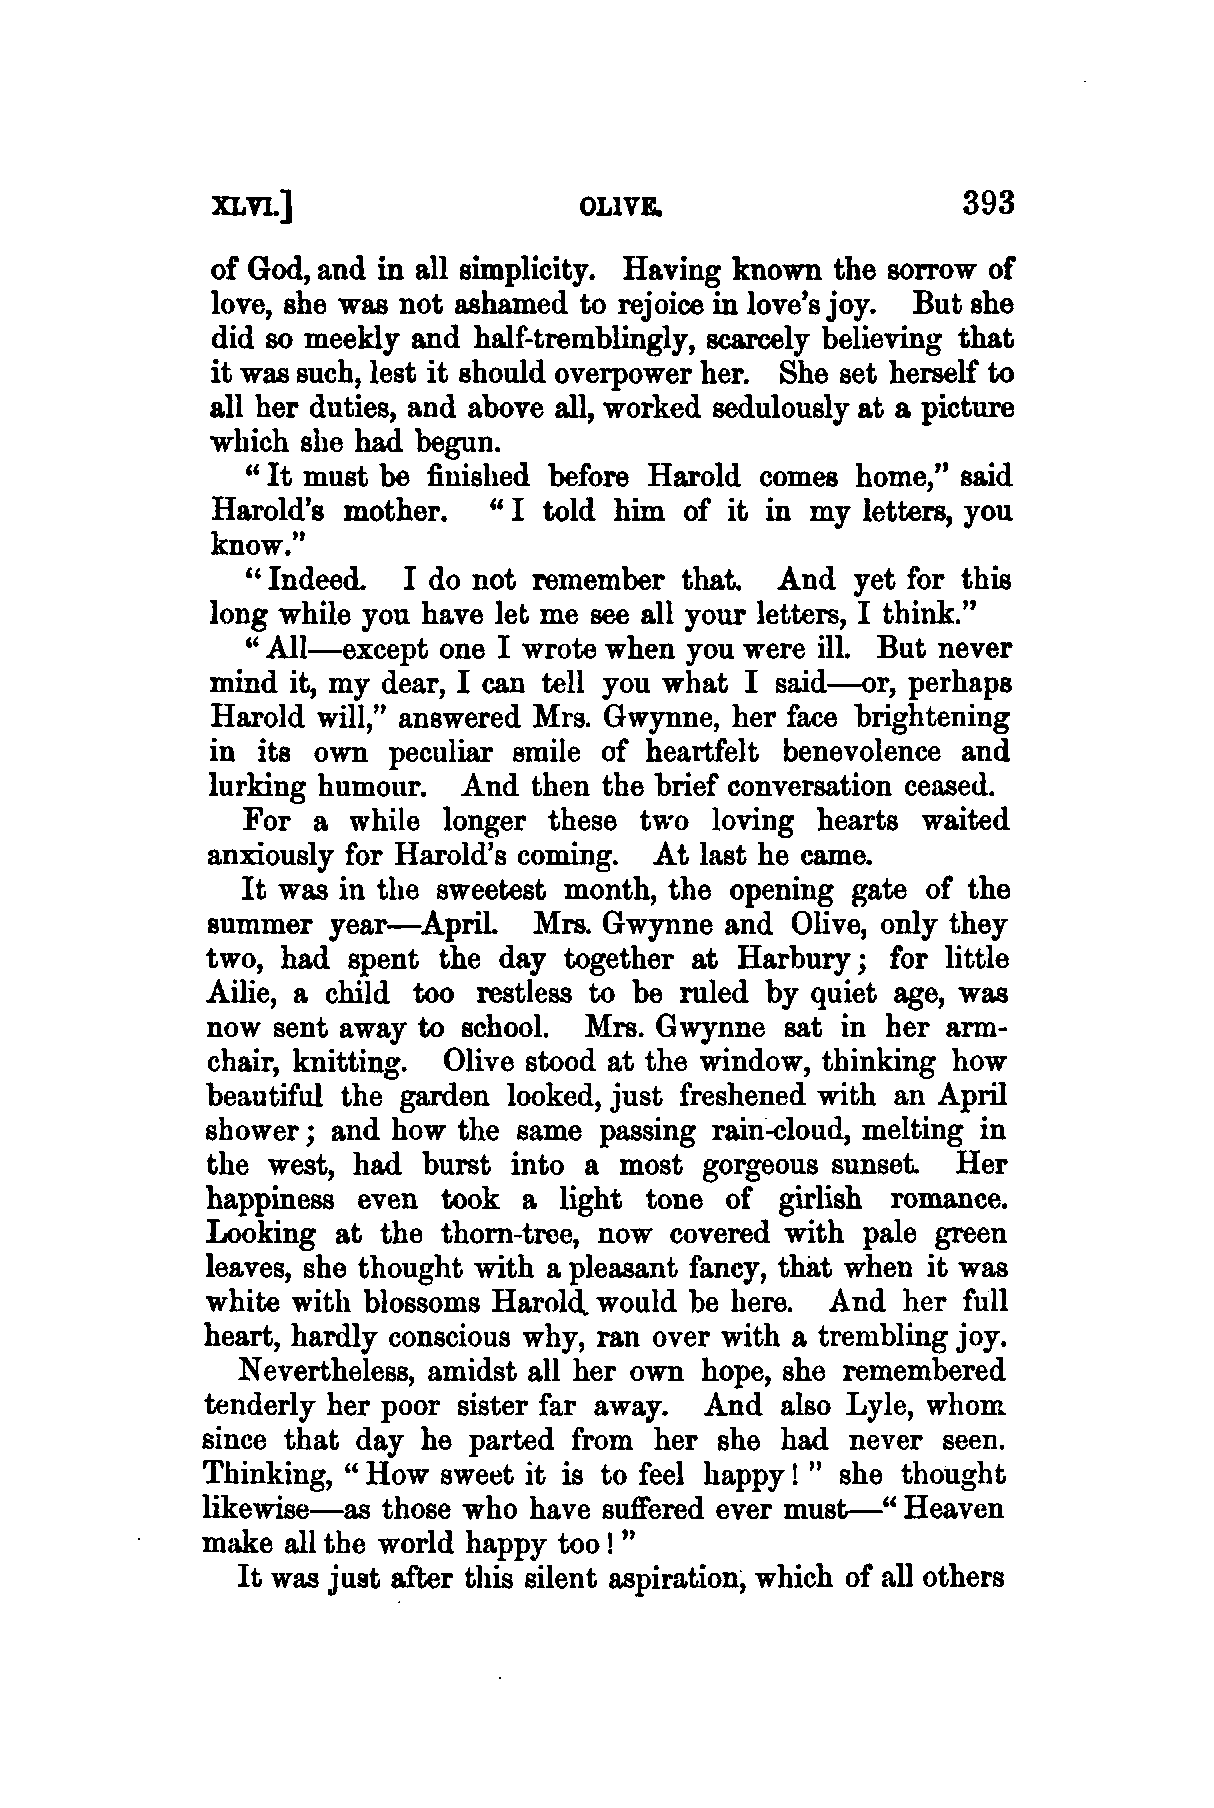 XLVI.] OLIVE. 393
of God, and in all simplicity. Having known the sorrow of
love, she was not ashamed to rejoice in love's joy. But she
did so meekly and half-tremblingly, scarcely believing that
it was such, lest it should overpower her. She set herself to
all her duties, and above all, worked sedulously at a picture
which she had begun.
“It must be finished before Harold comes home,” said
Harold's mother. “I told him of it in my letters, you
know.”
“Indeed. I do not remember that. And yet for this
long while you have let me see all your letters, I think.”
“All—except one I wrote when you were ill. But never
mind it, my dear, I can tell you what I said—or, perhaps
Harold will,” answered Mrs. Gwynne, her face brightening
in its own peculiar smile of heartfelt benevolence and
lurking humour. And then the brief conversation ceased.
For a while longer these two loving hearts waited
anxiously for Harold's coming. At last he came.
It was in the sweetest month, the opening gate of the
summer year—April. Mrs. Gwynne and Olive, only they
two, had spent the day together at Harbury; for little
Ailie, a child too restless to be ruled by quiet age, was
now sent away to school. Mrs. Gwynne sat in her arm-
chair, knitting. Olive stood at the window, thinking how
beautiful the garden looked, just freshened with an April
shower; and how the same passing rain-cloud, melting in
the west, had burst into a most gorgeous sunset. Her
happiness even took a light tone of girlish romance.
Looking at the thorn-tree, now covered with pale green
leaves, she thought with a pleasant fancy, that when it was
white with blossoms Harold would be here. And her full
heart, hardly conscious why, ran over with a trembling joy.
Nevertheless, amidst all her own hope, she remembered
tenderly her poor sister far away. And also Lyle, whom
since that day he parted from her she had never seen.
Thinking, “How sweet it is to feel happy!” she thought
likewise—as those who have suffered ever must—“Heaven
make all the world happy too!”
It was just after this silent aspiration, which of all others